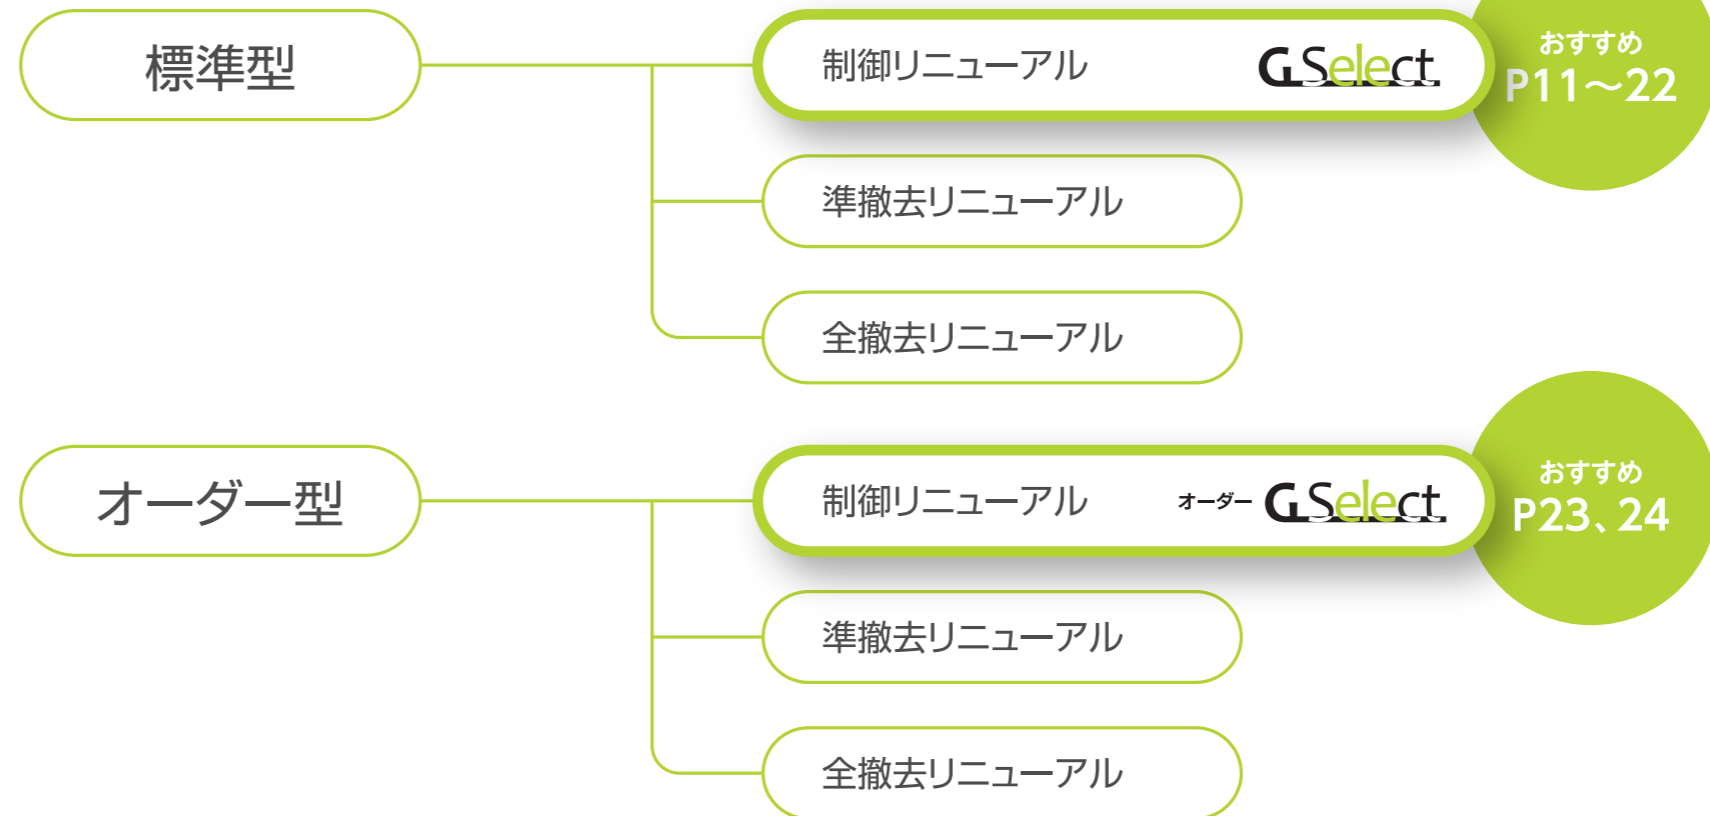 標準型
制御リニューアル GSelect
おすすめ
P11～22
準撤去リニューアル
全撤去リニューアル
オーダー型
制御リニューアル オーダー GSelect
おすすめ
P23、24
準撤去リニューアル
全撤去リニューアル